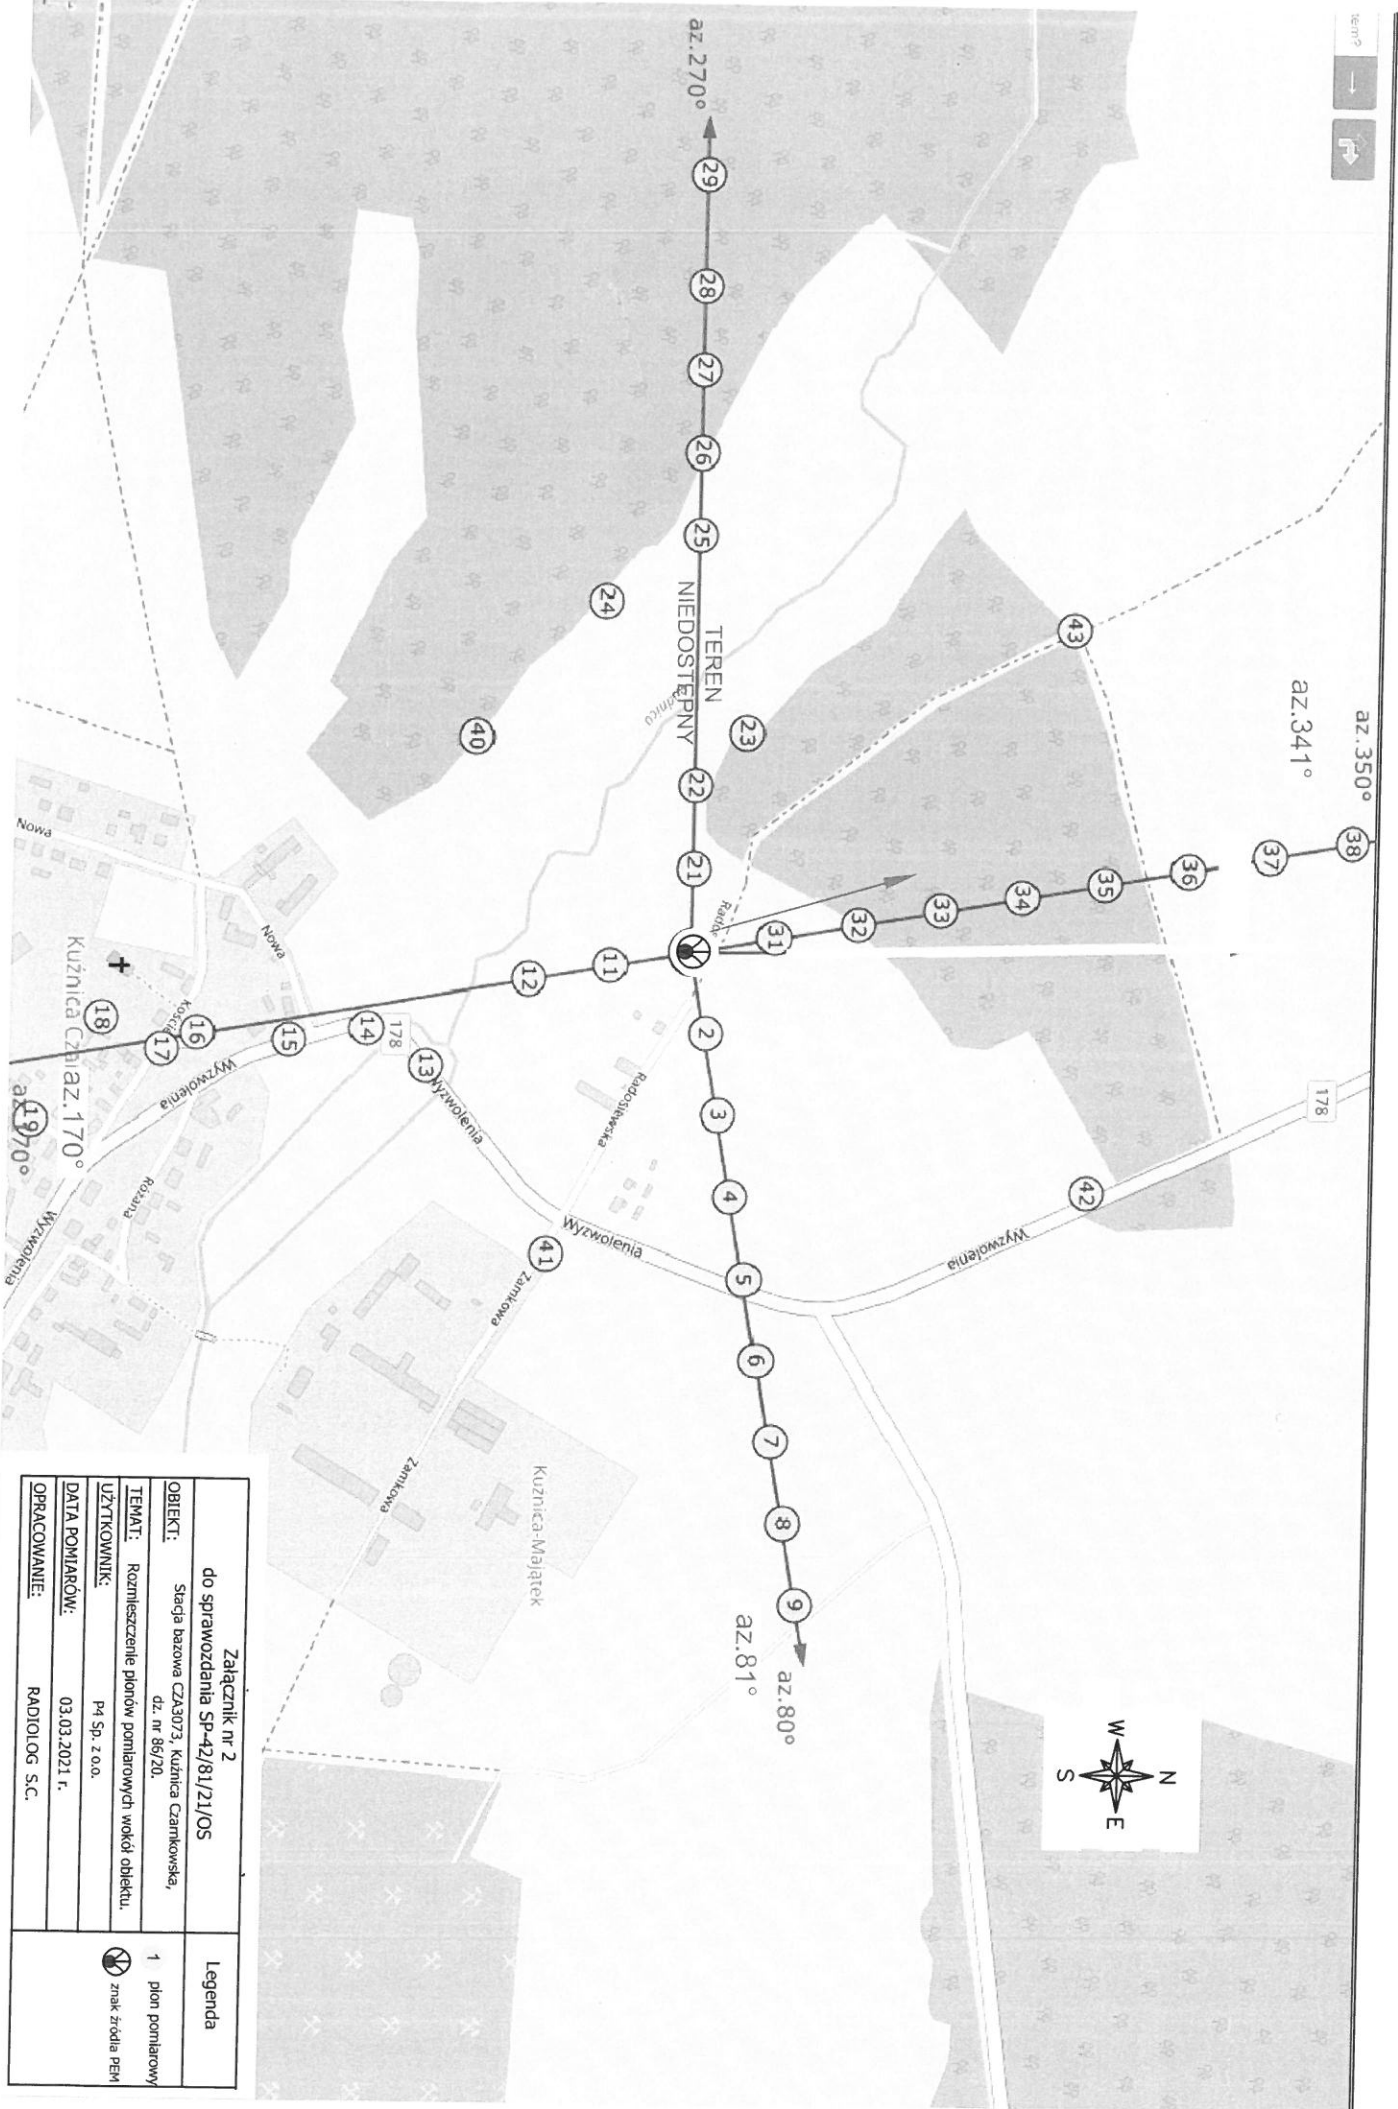 tem?
az.270°
29
28
27
26
25
24
TEREN
NIEDOSTĘPNY
23
22
21
40
43
az.341°
az.350°
38
37
36
35
34
33
32
31
11
12
13
14
15
16
17
18
19
178
178
2
3
4
5
6
7
8
9
41
42
az.81°
az.80°
az.170°
Nowa
Nowa
Wyzwolenia
Wyzwolenia
Wyzwolenia
Wyzwolenia
Wyzwolenia
Radosiewska
Różana
Zamkowa
Zamkowa
Kuźnica-Majątek
N
W E
S
Załącznik nr 2
do sprawozdania SP-42/81/21/OS
OBIEKT: Stacja bazowa CZA3073, Kuźnica Czarnkowska,
dz. nr 86/20.
TEMAT: Rozmieszczenie pionów pomiarowych wokół obiektu.
UŻYTKOWNIK: P4 Sp. z o.o.
DATA POMIARÓW: 03.03.2021 r.
OPRACOWANIE: RADIOLOG S.C.
Legenda
1 pion pomiarowy
znak źródła PEM